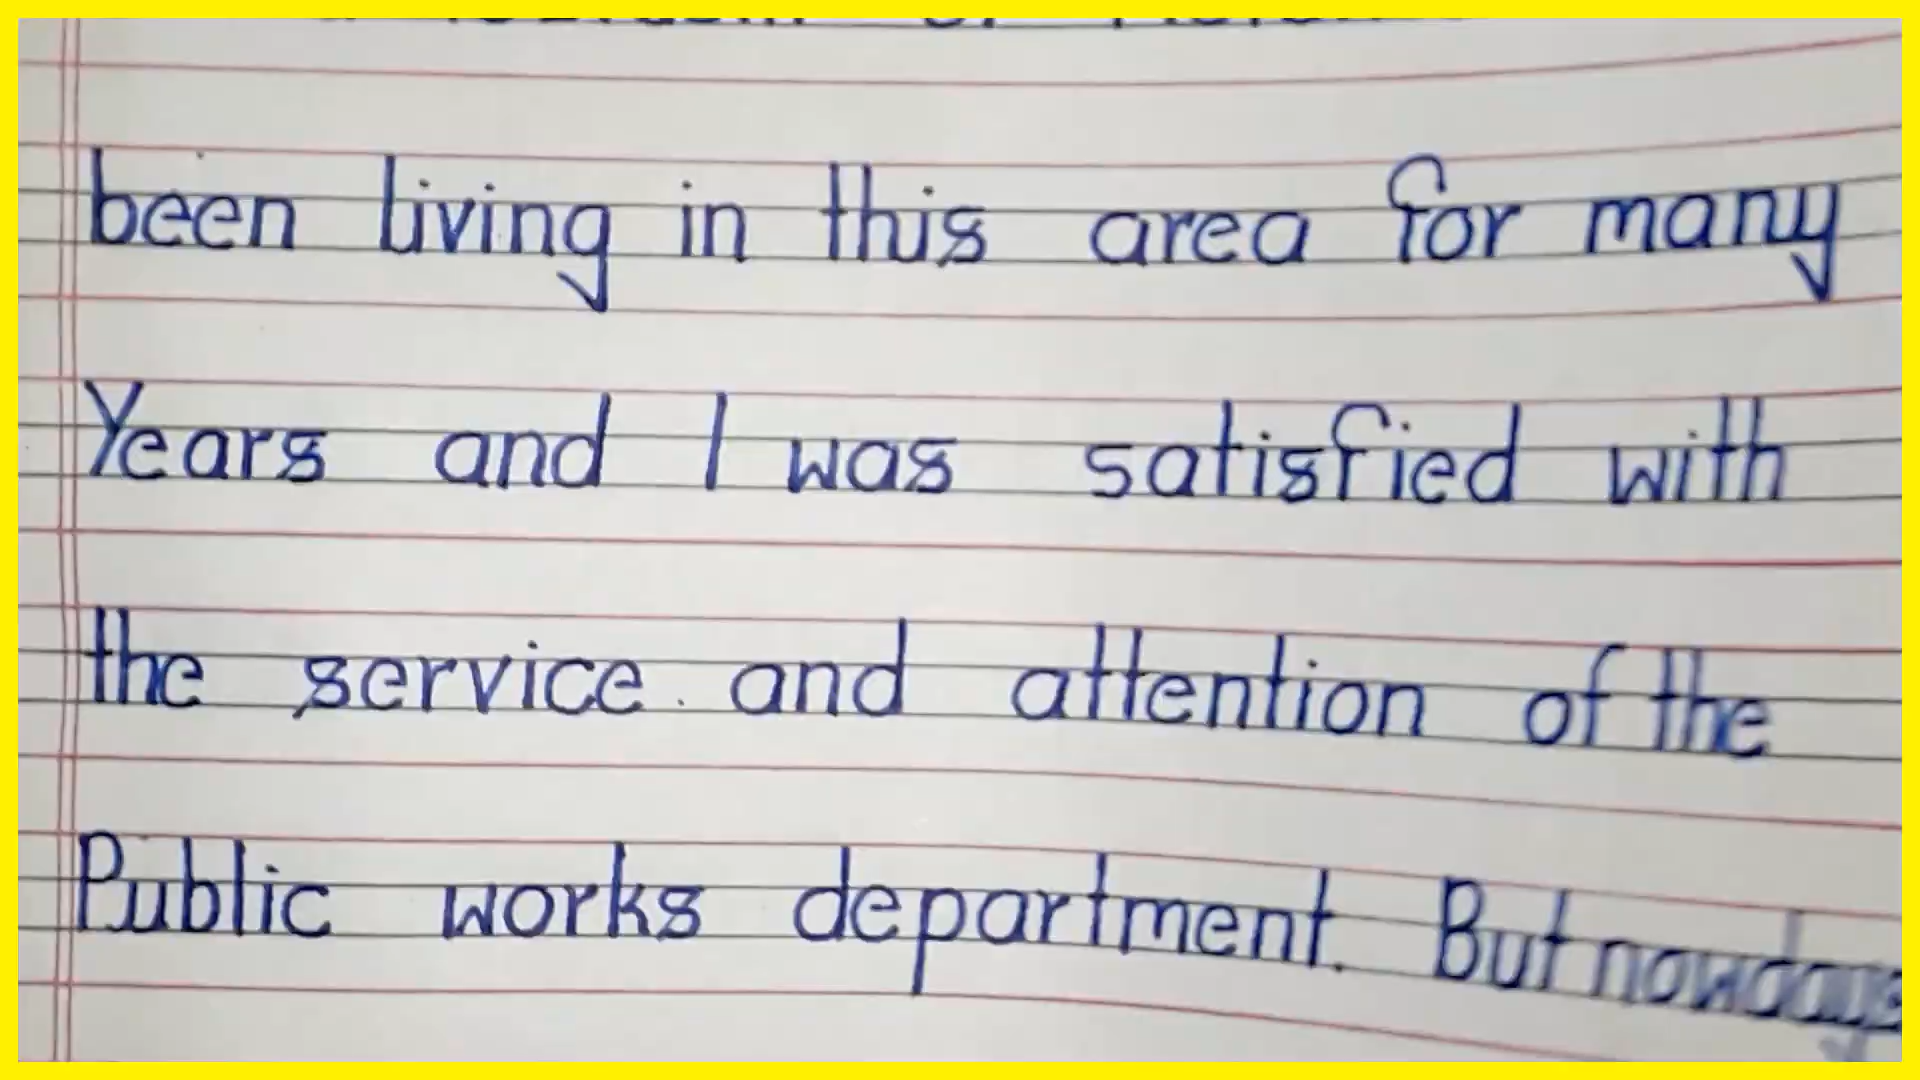 been living in this area for many
Years and I was satisfied with
the service and attention of the
Public works department. But nowdays